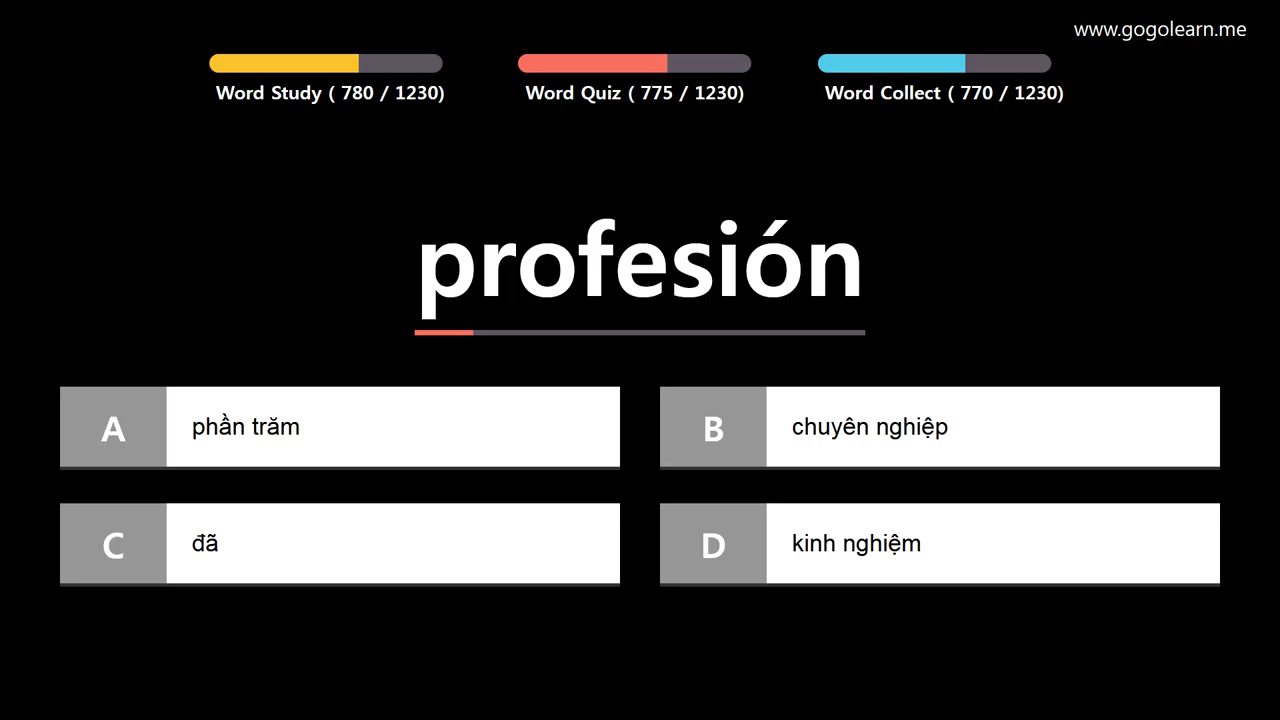 www.gogolearn.me
Word Study ( 780 / 1230)
Word Quiz ( 775 / 1230)
Word Collect ( 770 / 1230)
profesión
A phần trăm
B chuyên nghiệp
C đã
D kinh nghiệm